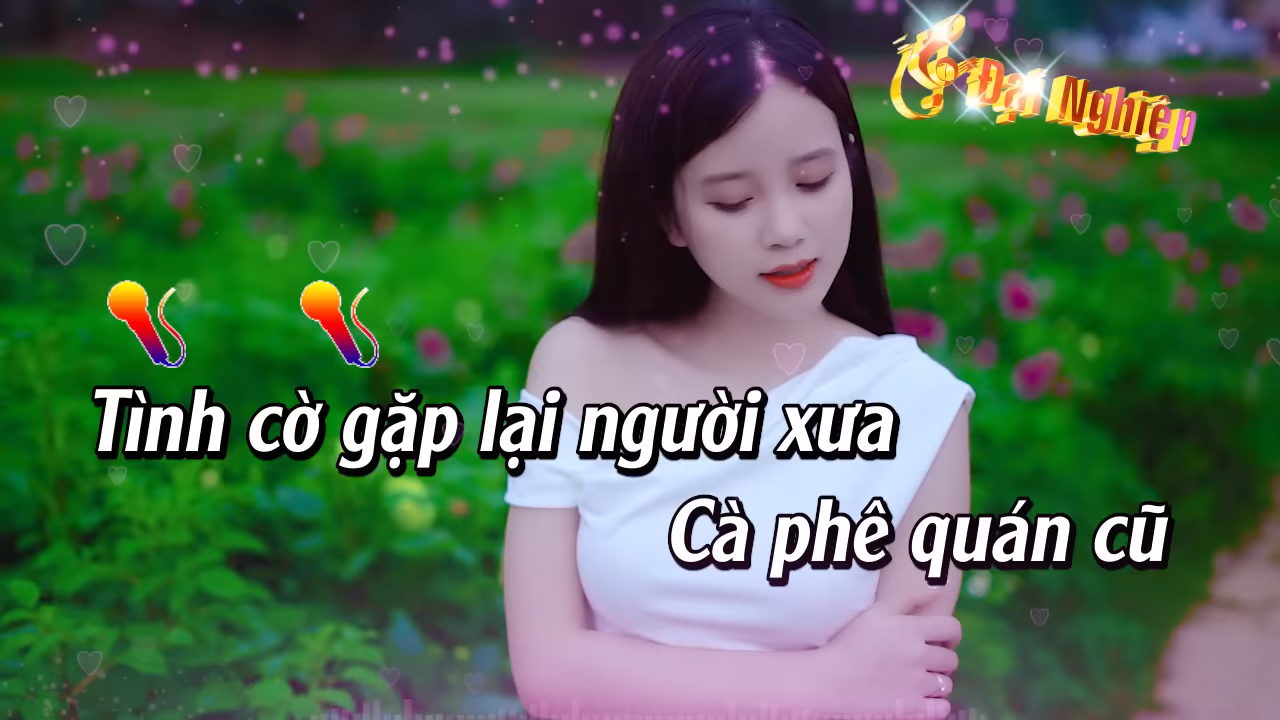 Đại Nghiệp
Tình cờ gặp lại người xưa
Cà phê quán cũ